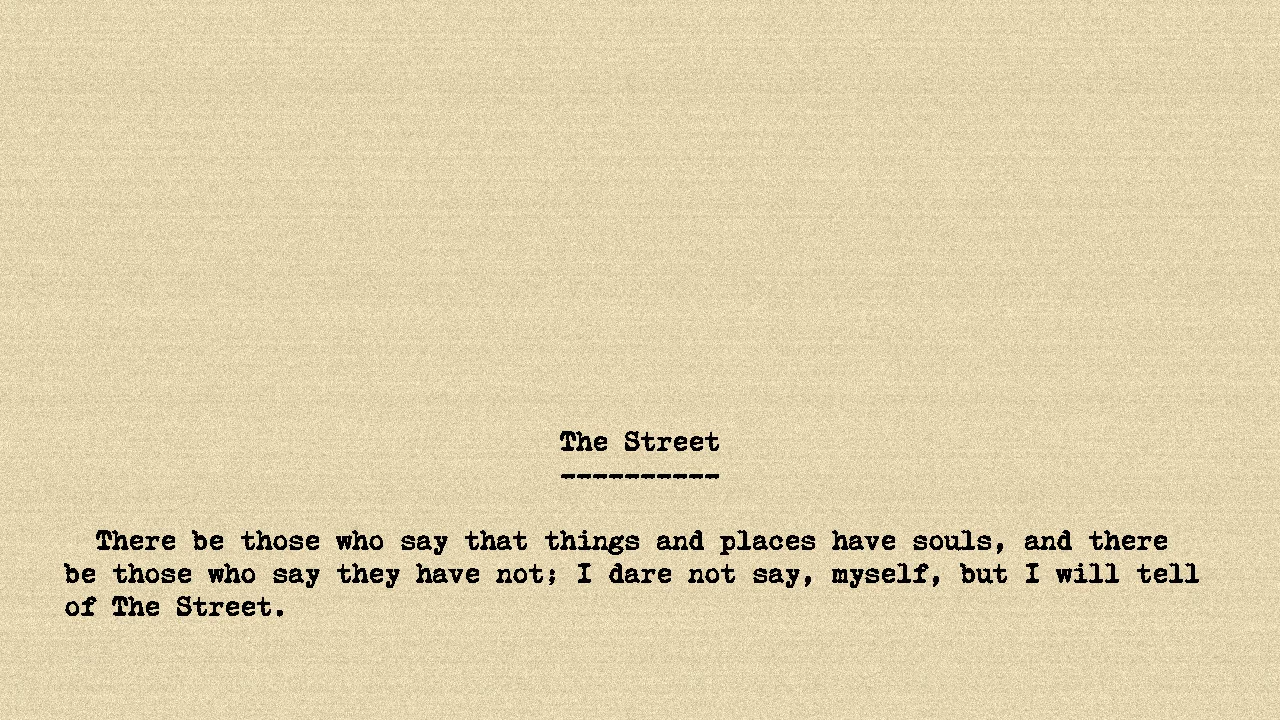 The Street
----------
There be those who say that things and places have souls, and there
be those who say they have not; I dare not say, myself, but I will tell
of The Street.